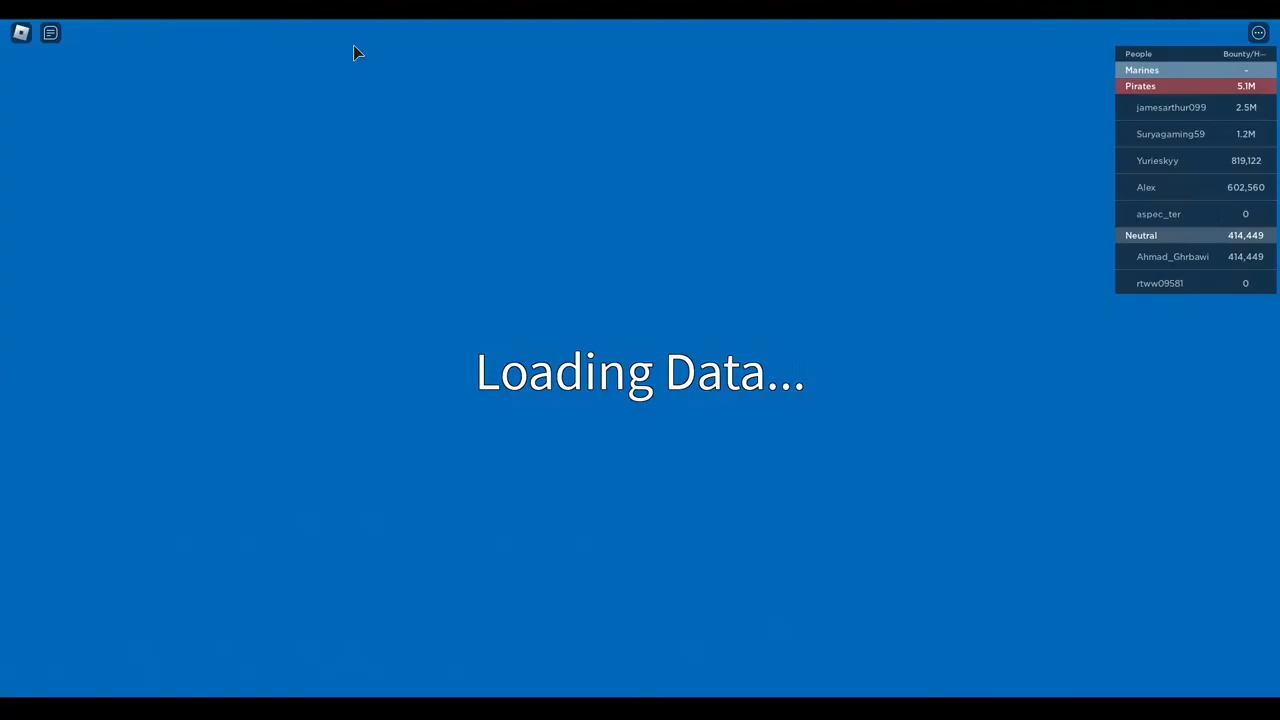 People Bounty/H...
Marines -
Pirates 5.1M
jamesarthur099 2.5M
Suryagaming59 1.2M
Yurieskyy 819,122
Alex 602,560
aspec_ter 0
Neutral 414,449
Ahmad_Ghrbawi 414,449
rtww09581 0
Loading Data...